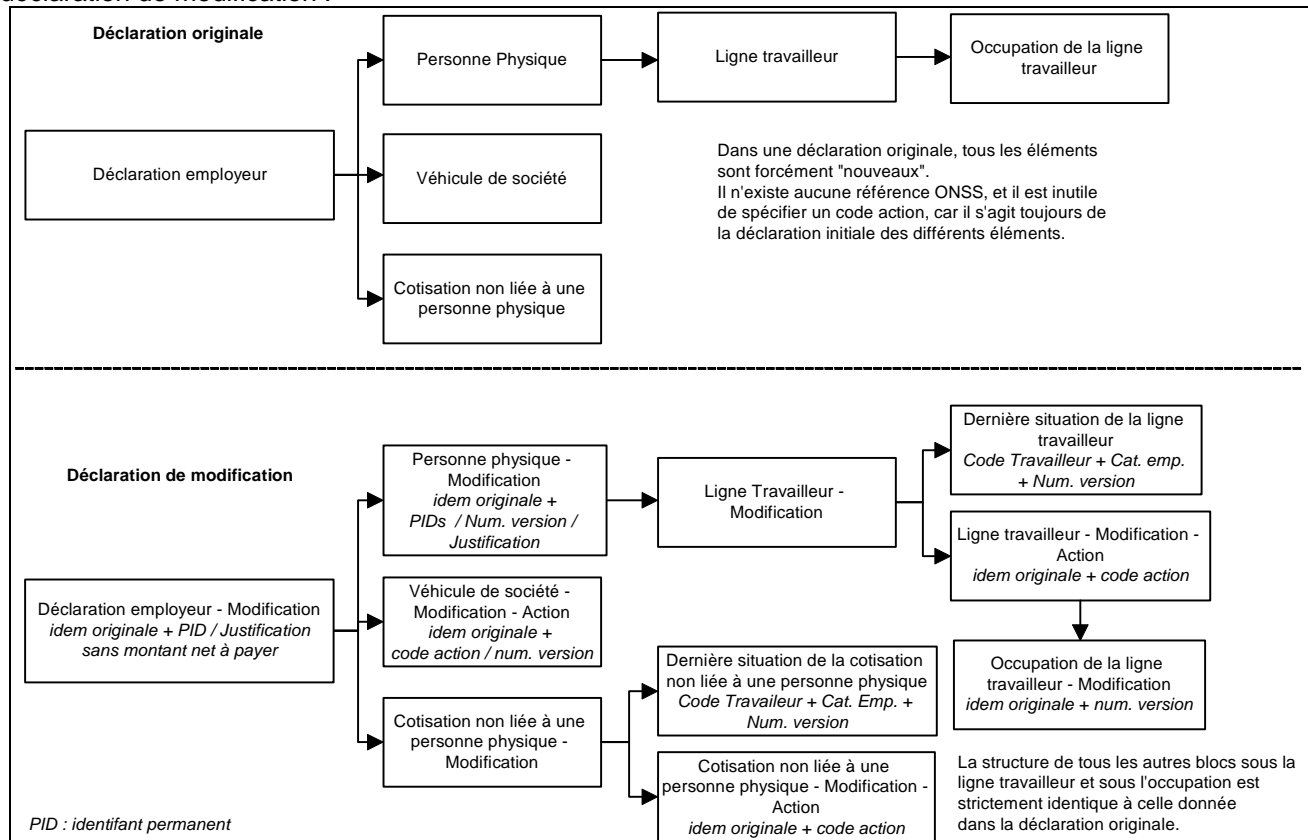 déclaration de modification :
Déclaration originale
Personne Physique
Ligne travailleur
Occupation de la ligne
travailleur
Déclaration employeur
Véhicule de société
Cotisation non liée à une
personne physique
Dans une déclaration originale, tous les éléments
sont forcément "nouveaux".
Il n'existe aucune référence ONSS, et il est inutile
de spécifier un code action, car il s'agit toujours de
la déclaration initiale des différents éléments.
Déclaration de modification
Personne physique -
Modification
idem originale +
PIDs / Num. version /
Justification
Ligne Travailleur -
Modification
Dernière situation de la ligne
travailleur
Code Travailleur + Cat. emp.
+ Num. version
Ligne travailleur - Modification -
Action
idem originale + code action
Déclaration employeur - Modification
idem originale + PID / Justification
sans montant net à payer
Véhicule de société -
Modification - Action
idem originale +
code action / num. version
Occupation de la ligne
travailleur - Modification
idem originale + num. version
Cotisation non liée à une
personne physique -
Modification
Dernière situation de la cotisation
non liée à une personne physique
Code Travaileur + Cat. Emp. +
Num. version
Cotisation non liée à une
personne physique - Modification -
Action
idem originale + code action
La structure de tous les autres blocs sous la
ligne travailleur et sous l'occupation est
strictement identique à celle donnée
dans la déclaration originale.
PID : identifant permanent